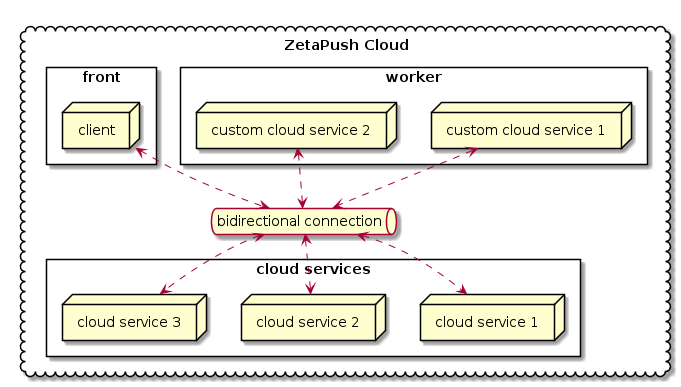 ZetaPush Cloud
front
worker
client
custom cloud service 2
custom cloud service 1
bidirectional connection
cloud services
cloud service 3
cloud service 2
cloud service 1